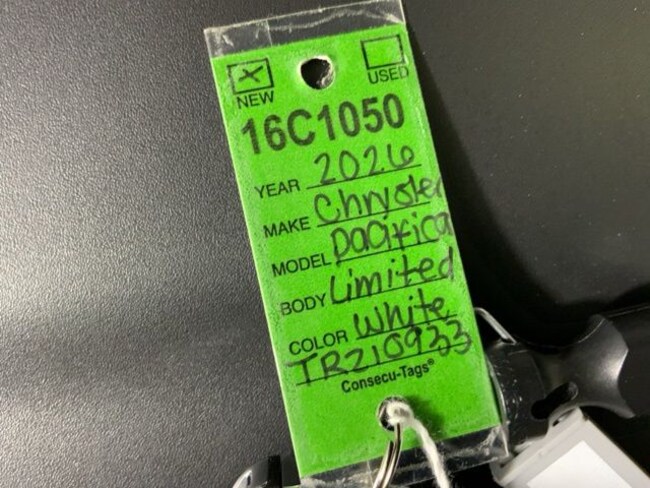 NEW
USED
16C1050
YEAR 2026
MAKE Chrysler
MODEL Pacifica
BODY Limited
COLOR White
TR210933
Consecu-Tags®